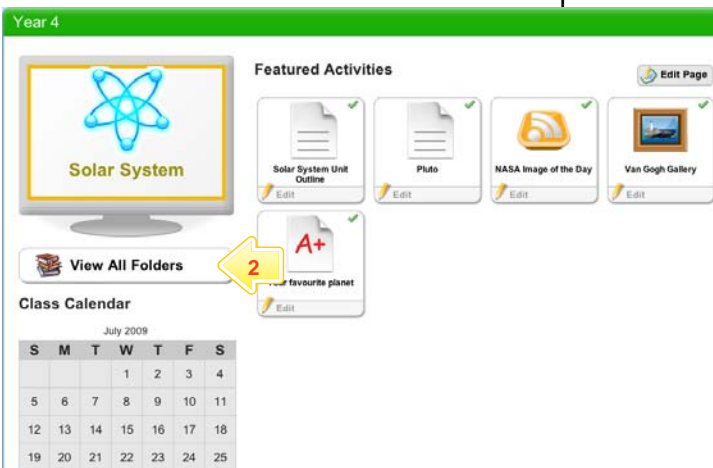 Year 4
Solar System
View All Folders
2
Class Calendar
July 2009
S M T W T F S
1 2 3 4
5 6 7 8 9 10 11
12 13 14 15 16 17 18
19 20 21 22 23 24 25
Featured Activities
Edit Page
Solar System Unit
Outline
Edit
Pluto
Edit
NASA Image of the Day
Edit
Van Gogh Gallery
Edit
A+
favourite planet
Edit